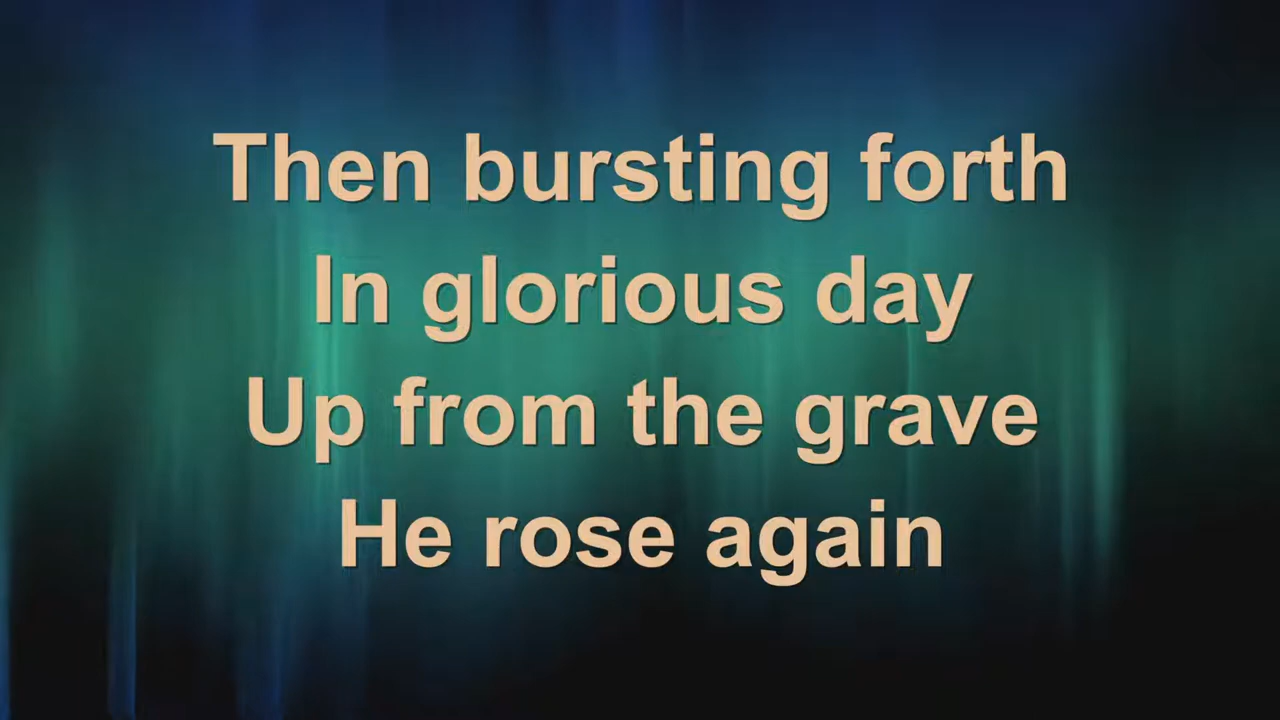 Then bursting forth
In glorious day
Up from the grave
He rose again